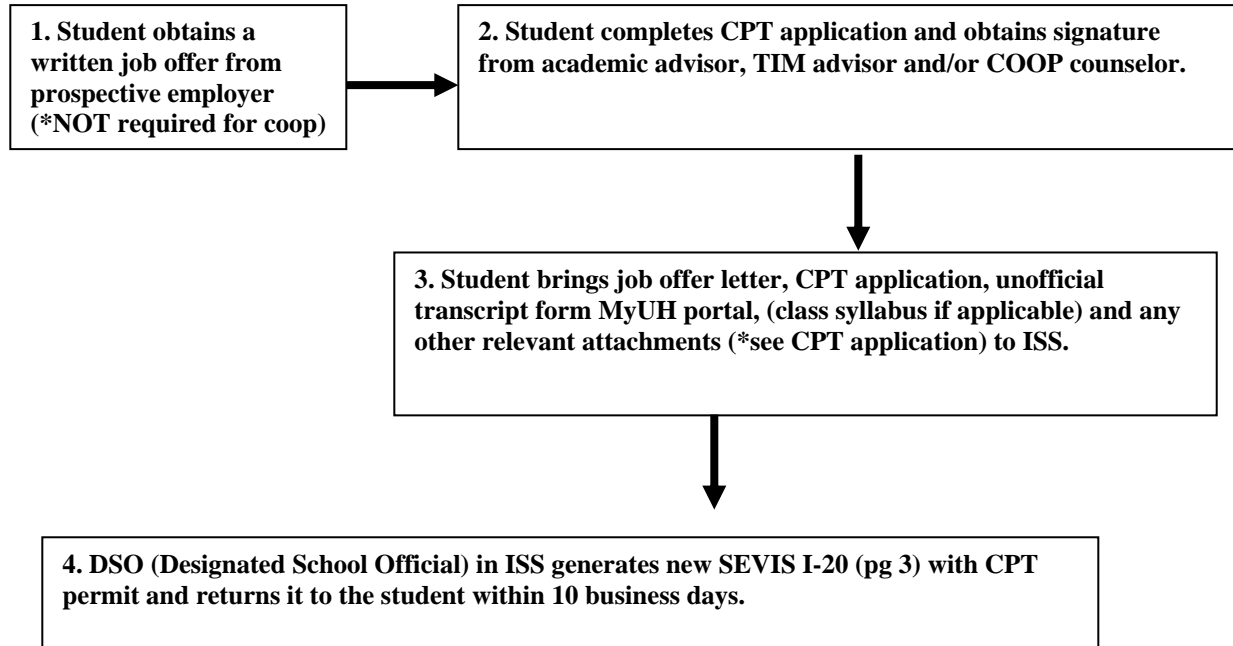 1. Student obtains a
written job offer from
prospective employer
(*NOT required for coop)
2. Student completes CPT application and obtains signature
from academic advisor, TIM advisor and/or COOP counselor.
3. Student brings job offer letter, CPT application, unofficial
transcript form MyUH portal, (class syllabus if applicable) and any
other relevant attachments (*see CPT application) to ISS.
4. DSO (Designated School Official) in ISS generates new SEVIS I-20 (pg 3) with CPT
permit and returns it to the student within 10 business days.